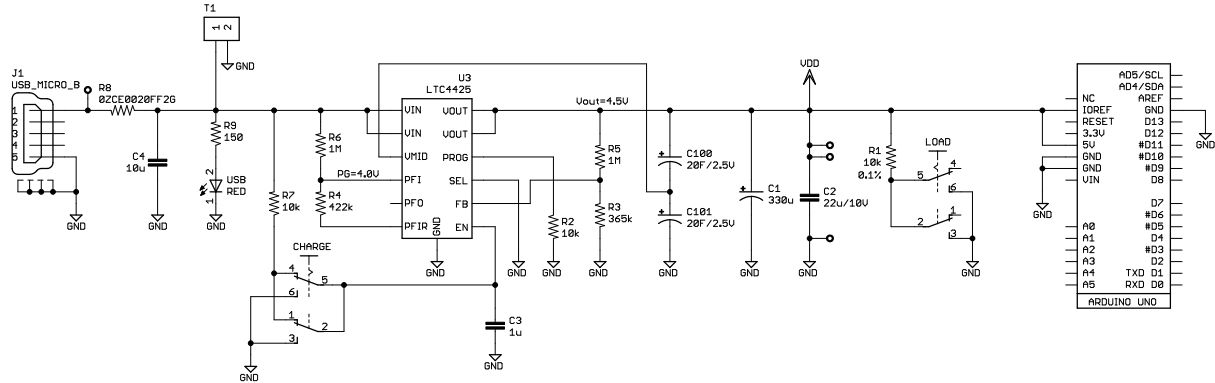 T1
1 2
GND
J1
USB_MICRO_B
1
2
3
4
5
GND
R8
0ZCE0020FF2G
C4
10u
GND
R9
150
2
USB
RED
1
GND
R7
10k
R6
1M
PG=4.0V
R4
422k
U3
LTC4425
VIN
VIN
VMID
PFI
PFO
PFIR
GND
VOUT
VOUT
PROG
SEL
FB
EN
GND
CHARGE
4
5
6
1
2
3
GND
C3
1u
GND
GND
R2
10k
GND
Vout=4.5V
R5
1M
R3
365k
GND
C100
20F/2.5V
C101
20F/2.5V
GND
C1
330u
GND
VDD
C2
22u/10V
GND
R1
10k
0.1%
LOAD
4
5
6
1
2
3
GND
NC
IOREF
RESET
3.3V
5V
GND
GND
VIN
A0
A1
A2
A3
A4
A5
AD5/SCL
AD4/SDA
AREF
GND
D13
D12
#D11
#D10
#D9
D8
D7
#D6
#D5
D4
#D3
D2
TXD D1
RXD D0
ARDUINO UNO
GND
GND